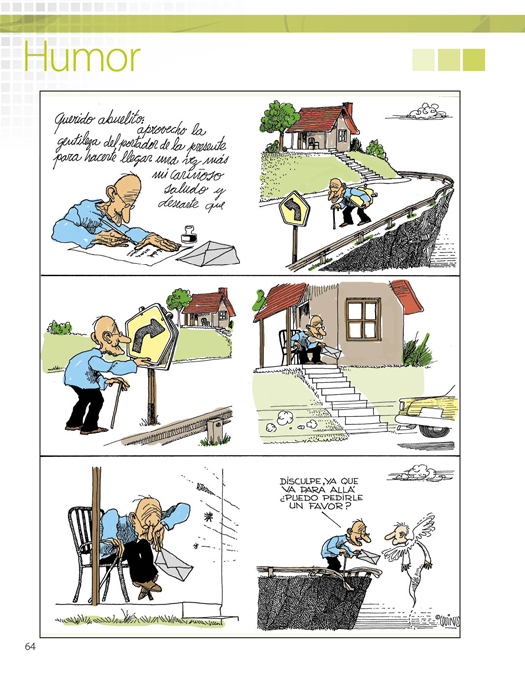 Humor
Querido abuelito:
aprovecho la
gentileza del portador de la presente
para hacerte llegar una vez más
mi cariñoso
saludo y
desearte que
DISCULPE, YA QUE
VA PARA ALLÁ
¿PUEDO PEDIRLE
UN FAVOR?
©QUINO
64